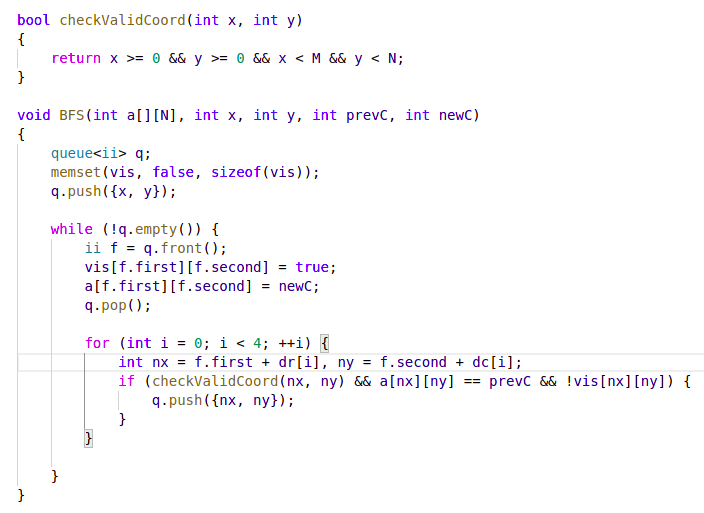 bool checkValidCoord(int x, int y)
{
    return x >= 0 && y >= 0 && x < M && y < N;
}

void BFS(int a[][N], int x, int y, int prevC, int newC)
{
    queue<ii> q;
    memset(vis, false, sizeof(vis));
    q.push({x, y});

    while (!q.empty()) {
        ii f = q.front();
        vis[f.first][f.second] = true;
        a[f.first][f.second] = newC;
        q.pop();

        for (int i = 0; i < 4; ++i) {
            int nx = f.first + dr[i], ny = f.second + dc[i];
            if (checkValidCoord(nx, ny) && a[nx][ny] == prevC && !vis[nx][ny]) {
                q.push({nx, ny});
            }
        }

    }
}